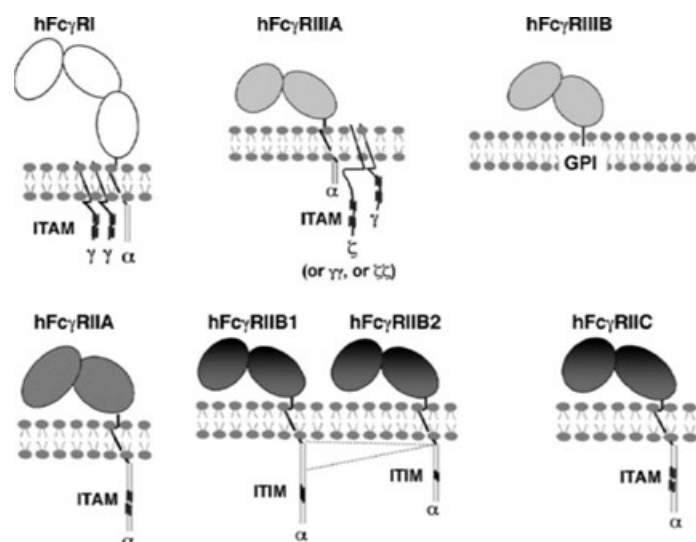 hFcγRI
hFcγRIIIA
hFcγRIIIB
GPI
α
ITAM
ITAM
γ
γ γ α
ζ
(or γγ, or ζζ)
hFcγRIIA
hFcγRIIB1
hFcγRIIB2
hFcγRIIC
ITAM
ITIM
ITIM
ITAM
α
α
α
α